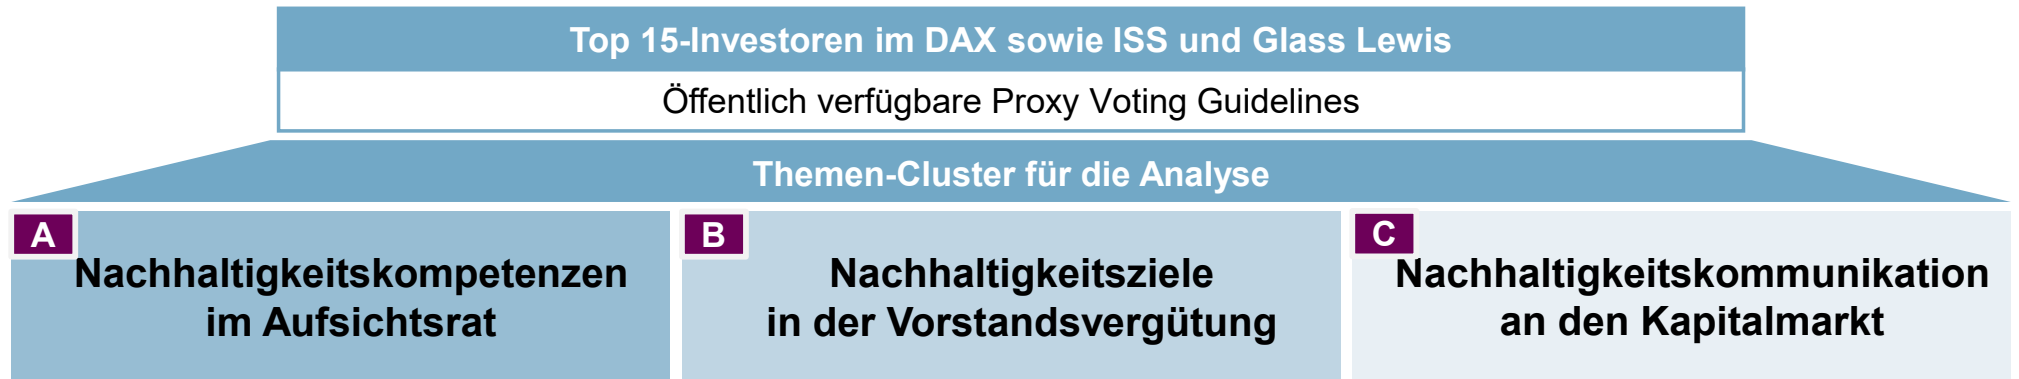 Top 15-Investoren im DAX sowie ISS und Glass Lewis
Öffentlich verfügbare Proxy Voting Guidelines
Themen-Cluster für die Analyse
A
Nachhaltigkeitskompetenzen
im Aufsichtsrat
B
Nachhaltigkeitsziele
in der Vorstandsvergütung
C
Nachhaltigkeitskommunikation
an den Kapitalmarkt